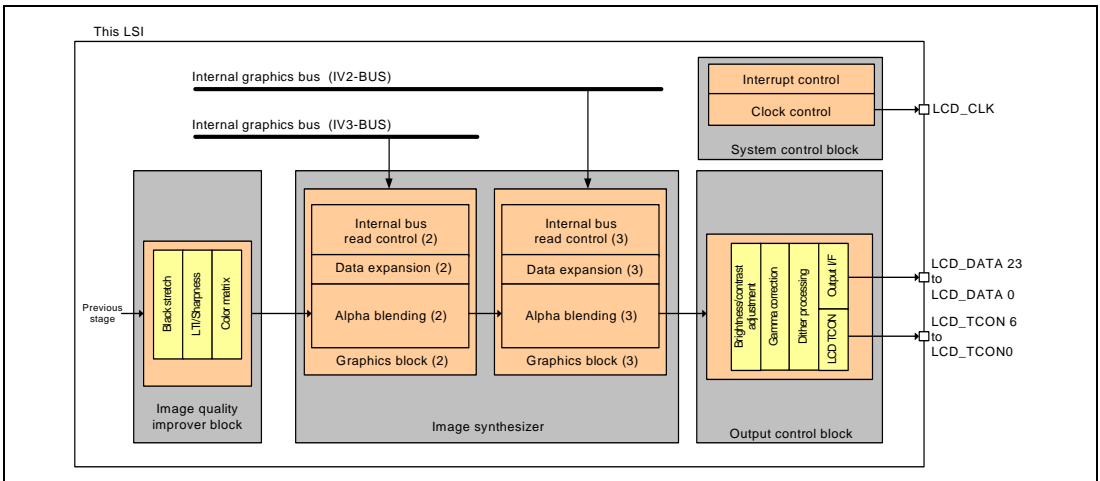 This LSI
Internal graphics bus (IV2-BUS)
Internal graphics bus (IV3-BUS)
Interrupt control
Clock control
System control block
LCD_CLK
Previous
stage
Black stretch
LTI/Sharpness
Color matrix
Image quality
improver block
Internal bus
read control (2)
Data expansion (2)
Alpha blending (2)
Graphics block (2)
Internal bus
read control (3)
Data expansion (3)
Alpha blending (3)
Graphics block (3)
Image synthesizer
Brightness/contrast
adjustment
Gamma correction
Dither processing
Output I/F
LCD TCON
Output control block
LCD_DATA 23
to
LCD_DATA 0
LCD_TCON 6
to
LCD_TCON0